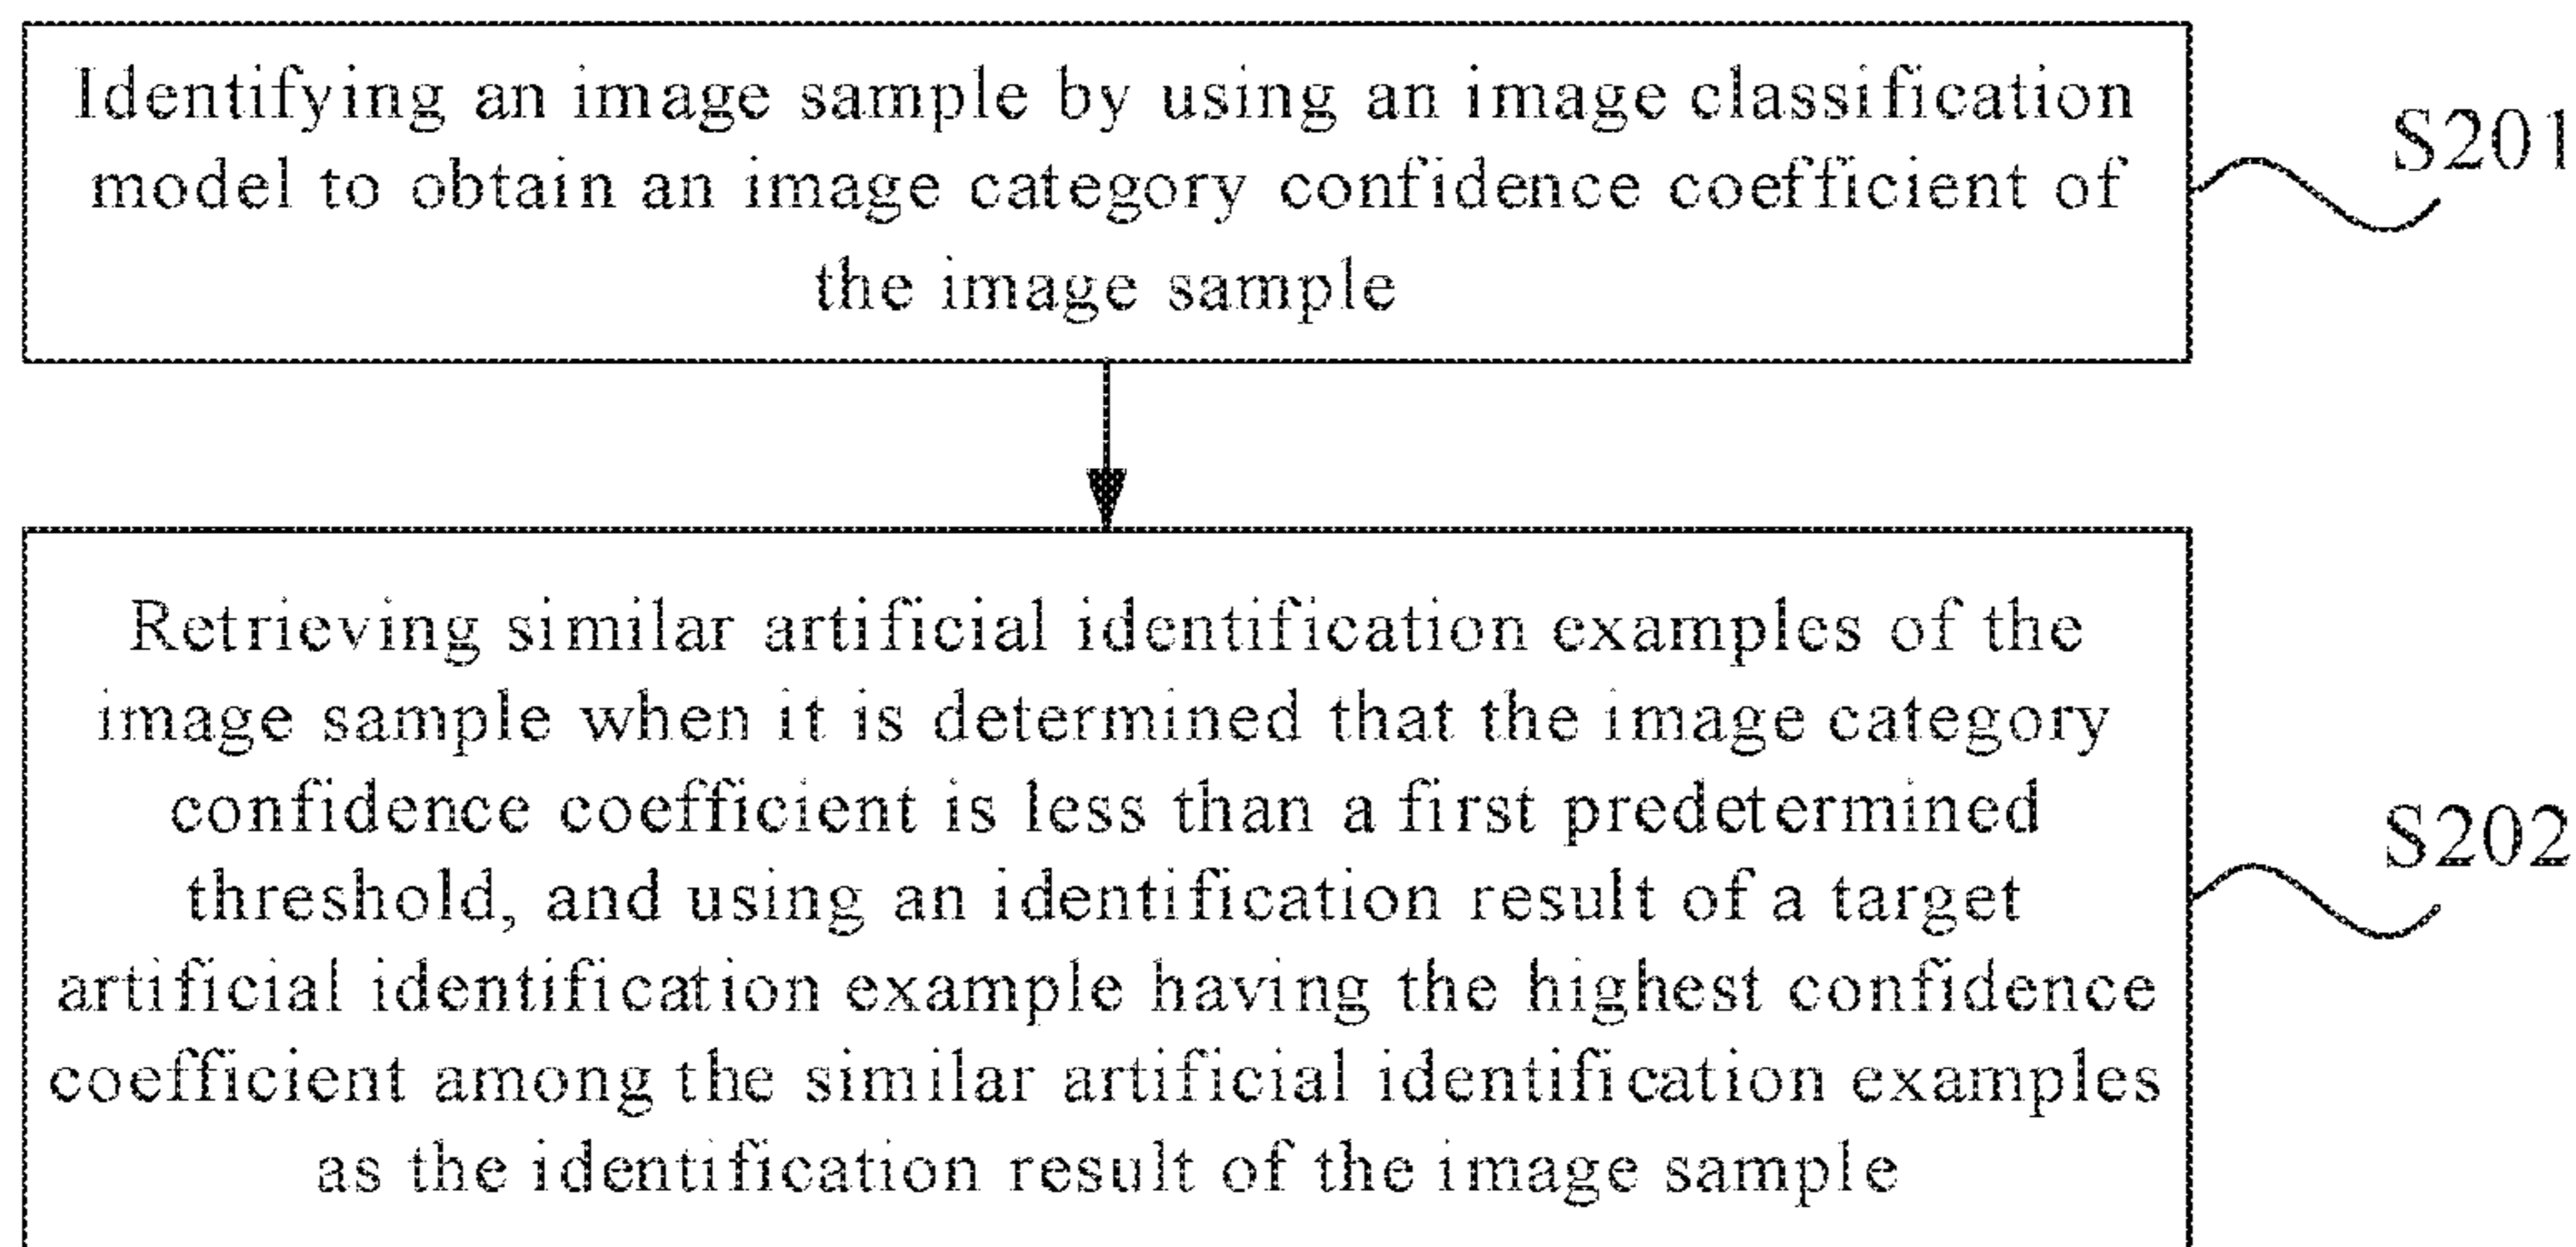 Identifying an image sample by using an image classification
model to obtain an image category confidence coefficient of
the image sample
S201
Retrieving similar artificial identification examples of the
image sample when it is determined that the image category
confidence coefficient is less than a first predetermined
threshold, and using an identification result of a target
artificial identification example having the highest confidence
coefficient among the similar artificial identification examples
as the identification result of the image sample
S202